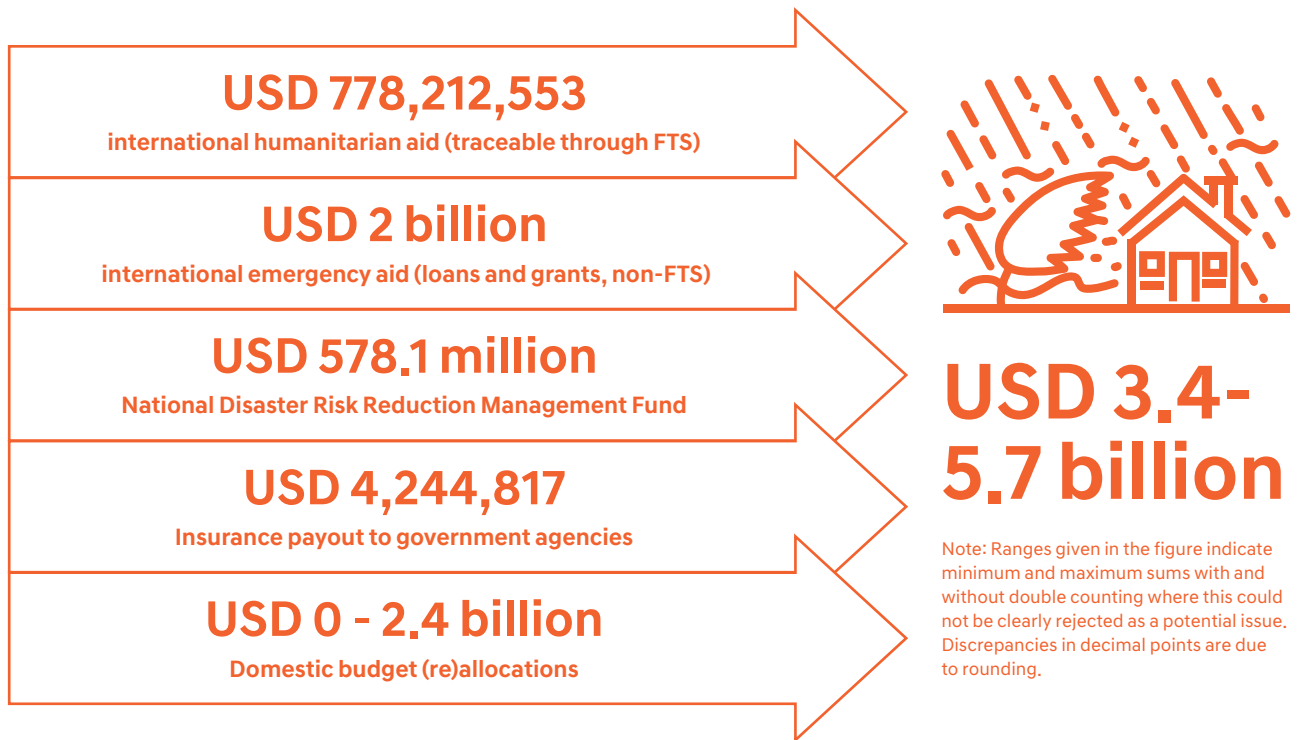 USD 778,212,553
international humanitarian aid (traceable through FTS)
USD 2 billion
international emergency aid (loans and grants, non-FTS)
USD 578.1 million
National Disaster Risk Reduction Management Fund
USD 4,244,817
Insurance payout to government agencies
USD 0 - 2.4 billion
Domestic budget (re)allocations
USD 3.4-
5.7 billion
Note: Ranges given in the figure indicate
minimum and maximum sums with and
without double counting where this could
not be clearly rejected as a potential issue.
Discrepancies in decimal points are due
to rounding.